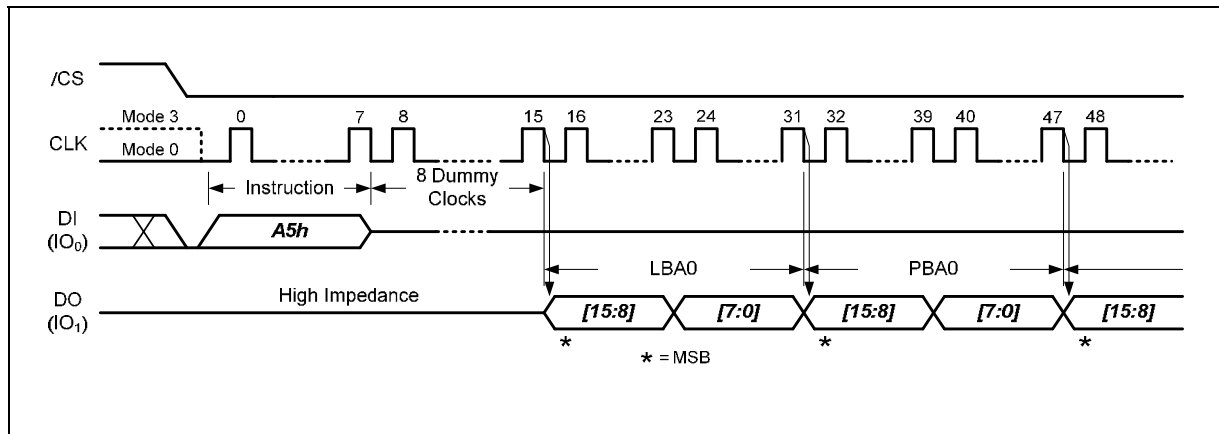 /CS
Mode 3
CLK
Mode 0
0 7 8 15 16 23 24 31 32 39 40 47 48
Instruction
8 Dummy
Clocks
DI
(IO₀)
A5h
LBA0
PBA0
DO
(IO₁)
High Impedance
[15:8] [7:0] [15:8] [7:0] [15:8]
* * *
* = MSB